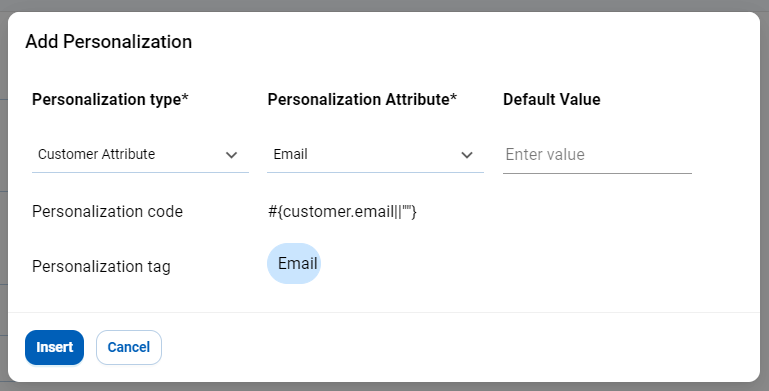 Add Personalization
Personalization type* Personalization Attribute* Default Value
Customer Attribute Email Enter value
Personalization code #{customer.email||""}
Personalization tag Email
Insert Cancel